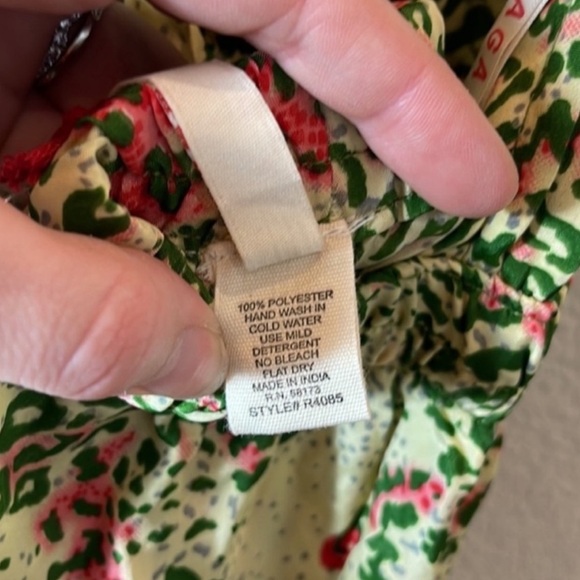 AGA
100% POLYESTER
HAND WASH IN
COLD WATER
USE MILD
DETERGENT
NO BLEACH
FLAT DRY
MADE IN INDIA
R.N. 58173
STYLE# R4085